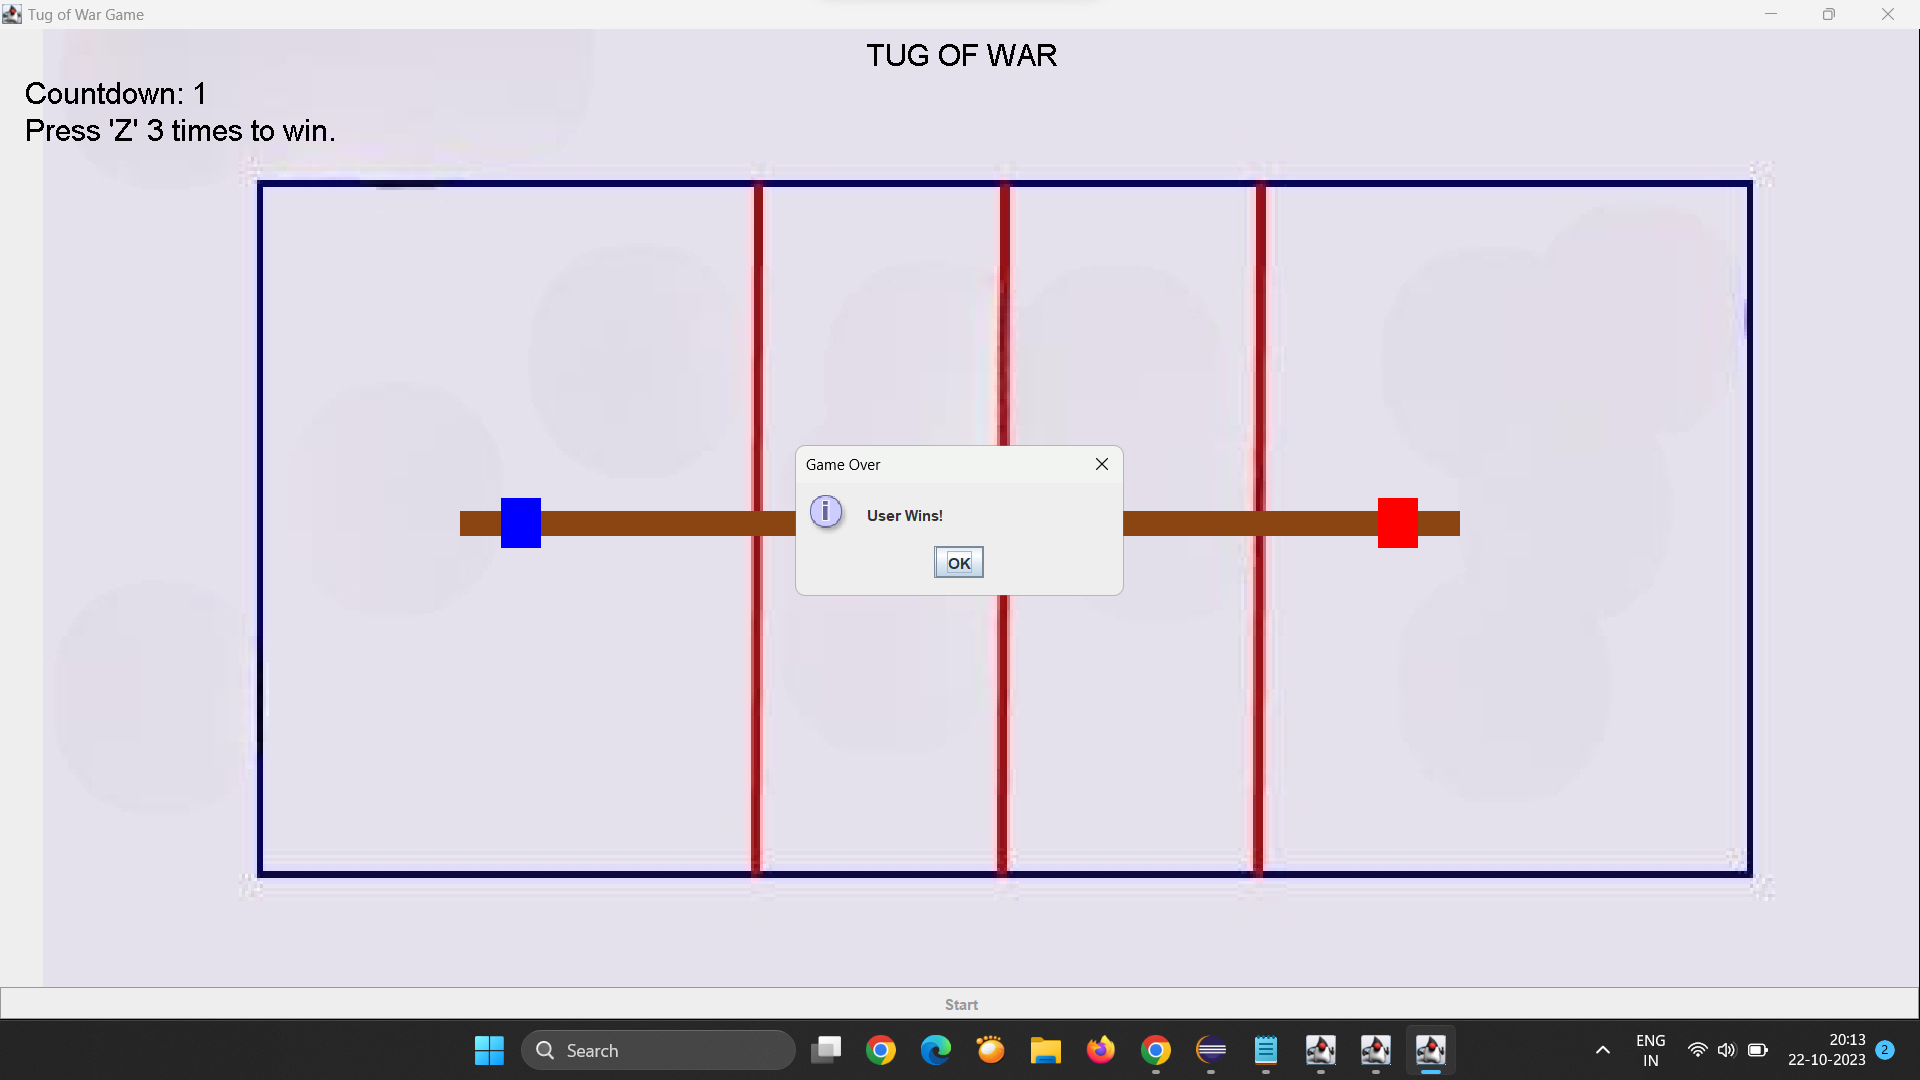 Tug of War Game
TUG OF WAR
Countdown: 1
Press 'Z' 3 times to win.
Game Over
User Wins!
OK
Start
Search
ENG
IN
20:13
22-10-2023
2